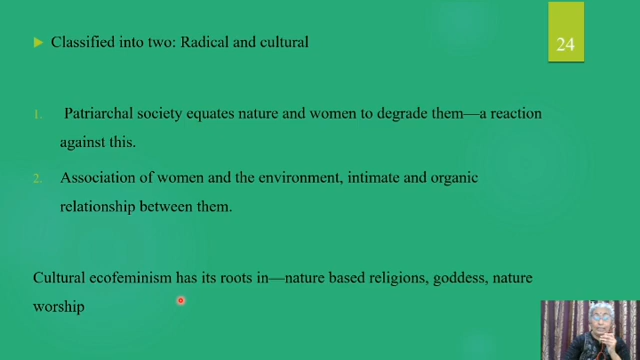 24
Classified into two: Radical and cultural
1. Patriarchal society equates nature and women to degrade them—a reaction
against this.
2. Association of women and the environment, intimate and organic
relationship between them.
Cultural ecofeminism has its roots in—nature based religions, goddess, nature
worship